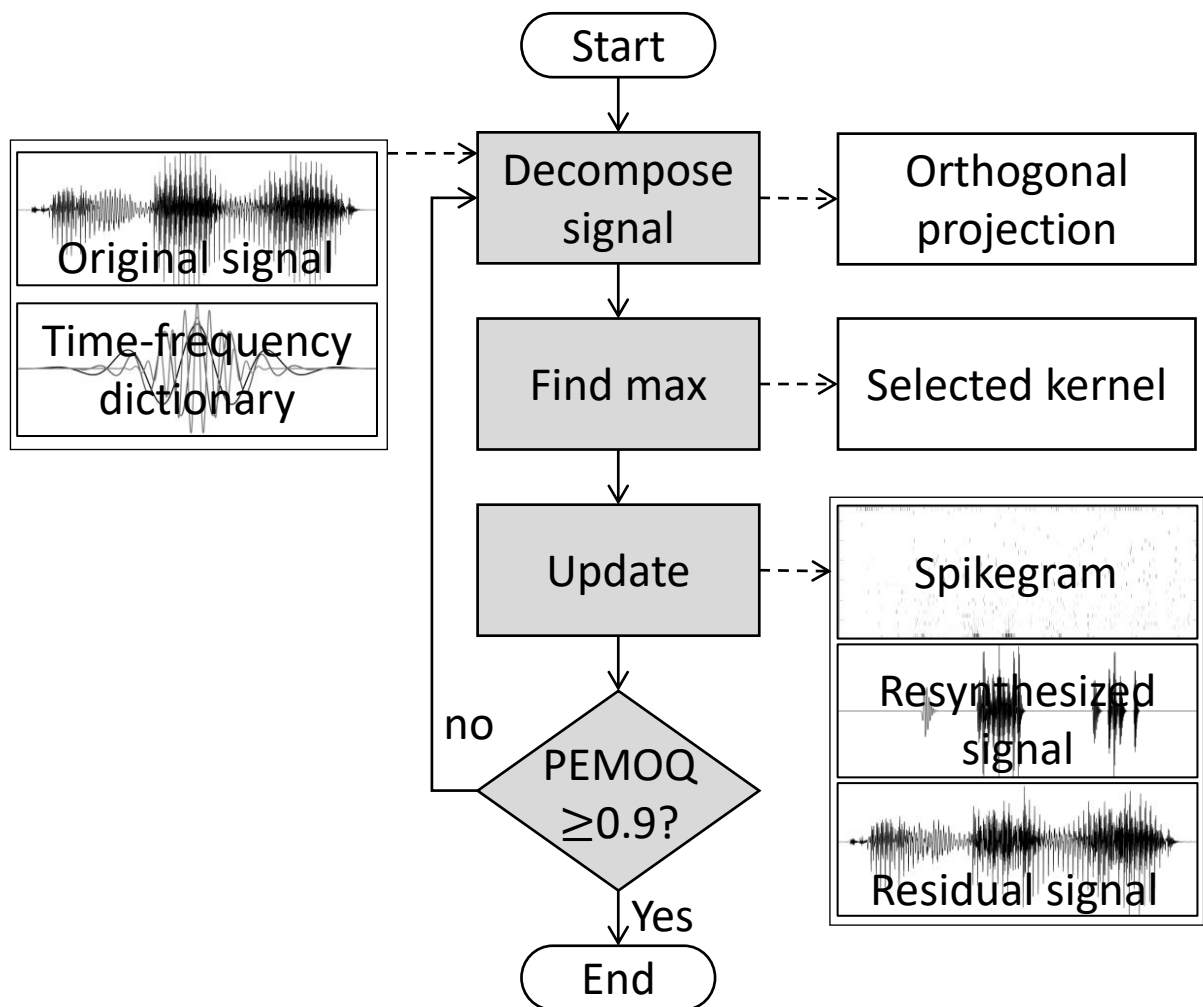 Start
Original signal
Time-frequency
dictionary
Decompose
signal
Orthogonal
projection
Find max
Selected kernel
Update
Spikegram
Resynthesized
signal
Residual signal
PEMOQ
≥0.9?
no
Yes
End